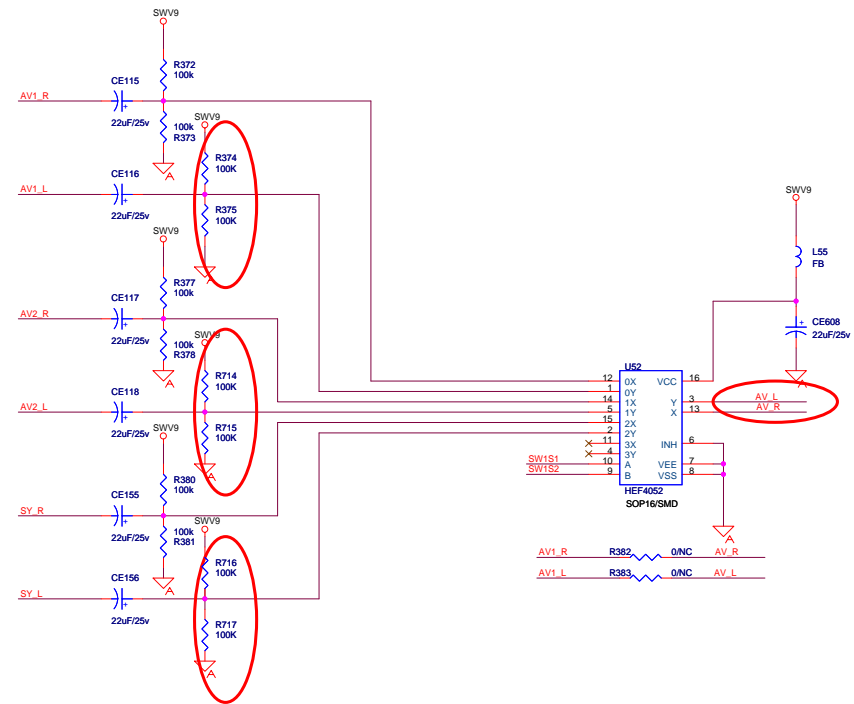 SWV9
R372
100k
CE115
AV1_R
22uF/25v
100k
R373
SWV9
R374
100K
CE116
AV1_L
22uF/25v
R375
100K
A
SWV9
A
R377
100k
CE117
AV2_R
22uF/25v
100k
R378
SWV9
R714
100K
A
CE118
AV2_L
22uF/25v
R715
100K
SWV9
A
R380
100k
CE155
SY_R
22uF/25v
100k
R381
SWV9
R716
100K
A
CE156
SY_L
22uF/25v
R717
100K
A
SWV9
L55
FB
+
CE608
22uF/25v
A
U52
12 0X VCC 16
1 0Y
14 1X Y 3 AV_L
5 1Y X 13 AV_R
15 2X
2 2Y
11 3X INH 6
4 3Y
SW1S1 10 A VEE 7
SW1S2 9 B VSS 8
HEF4052
SOP16/SMD
A
AV1_R R382 0/NC AV_R
AV1_L R383 0/NC AV_L